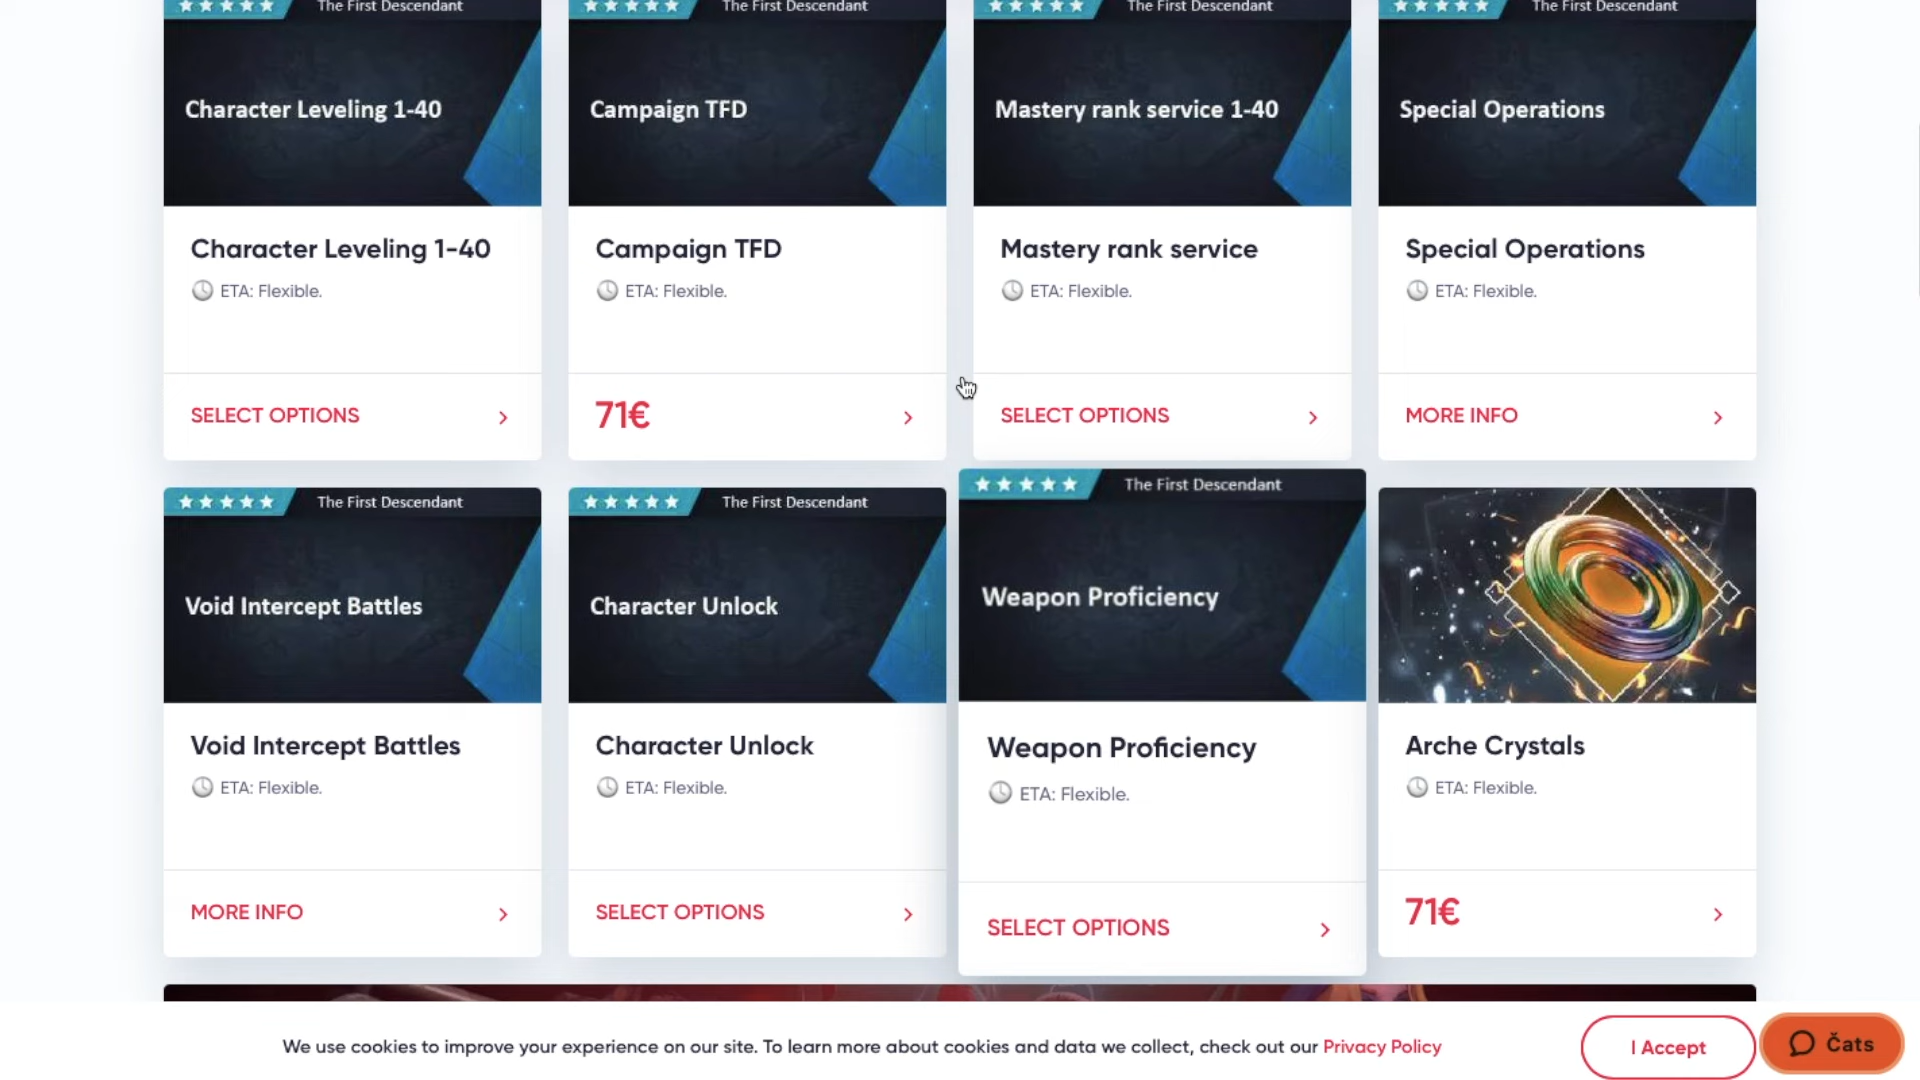 The First Descendant
The First Descendant
The First Descendant
The First Descendant
Character Leveling 1-40
Campaign TFD
Mastery rank service 1-40
Special Operations
Character Leveling 1-40
Campaign TFD
Mastery rank service
Special Operations
ETA: Flexible.
ETA: Flexible.
ETA: Flexible.
ETA: Flexible.
SELECT OPTIONS
71€
SELECT OPTIONS
MORE INFO
The First Descendant
The First Descendant
The First Descendant
Void Intercept Battles
Character Unlock
Weapon Proficiency
Void Intercept Battles
Character Unlock
Weapon Proficiency
Arche Crystals
ETA: Flexible.
ETA: Flexible.
ETA: Flexible.
ETA: Flexible.
MORE INFO
SELECT OPTIONS
SELECT OPTIONS
71€
We use cookies to improve your experience on our site. To learn more about cookies and data we collect, check out our Privacy Policy
I Accept
Čats